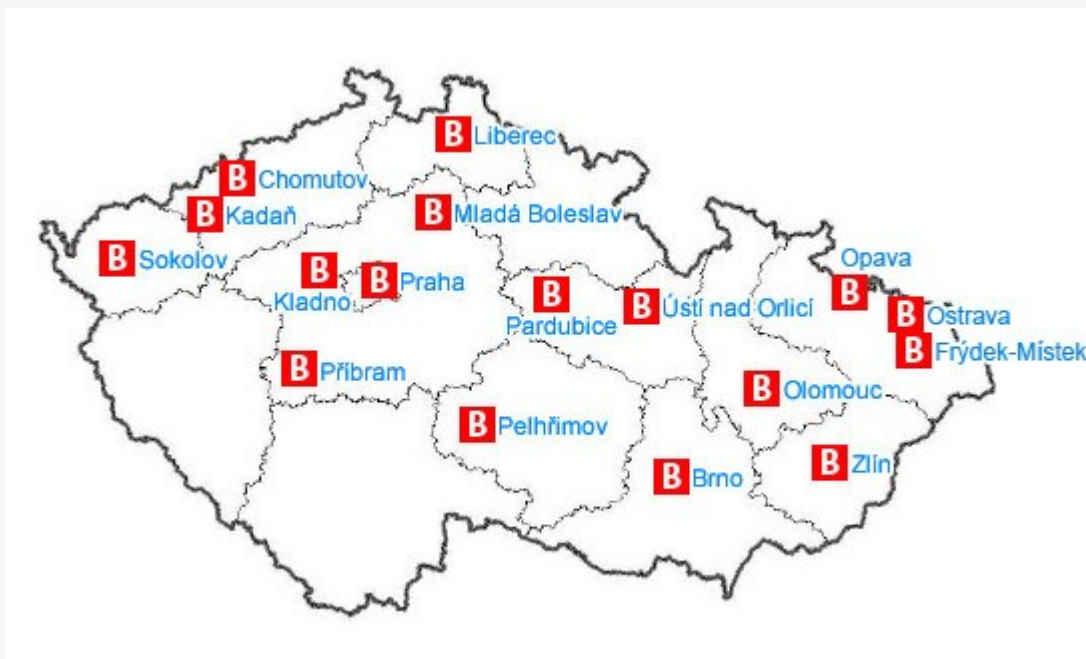 B Liberec
B Chomutov
B Kadaň
B Mladá Boleslav
B Sokolov
B Kladno
B Praha
B Pardubice
B Ústí nad Orlicí
Opava B
B Ostrava
B Frýdek-Místek
B Příbram
B Olomouc
B Pelhřimov
B Brno
B Zlín